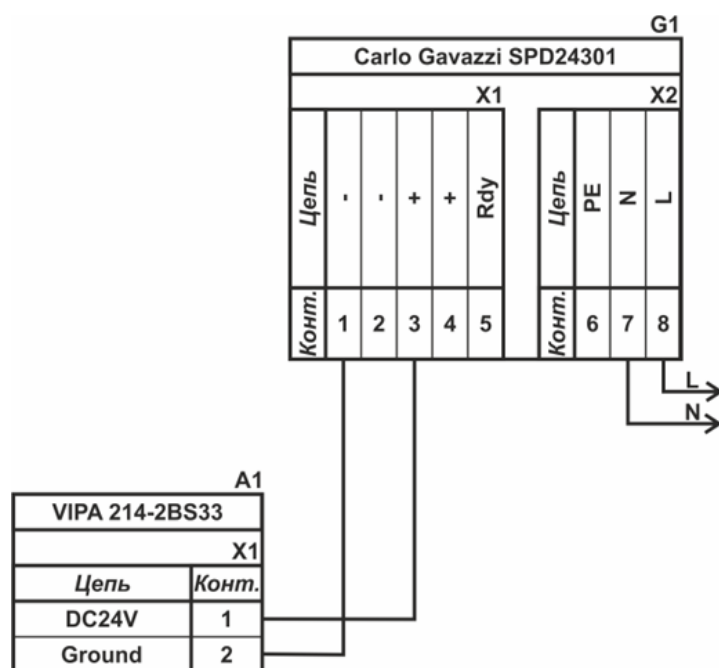 G1
Carlo Gavazzi SPD24301
X1
X2
Цепь - - + + Rdy
Цепь PE N L
Конт. 1 2 3 4 5
Конт. 6 7 8
L
N
A1
VIPA 214-2BS33
X1
Цепь Конт.
DC24V 1
Ground 2